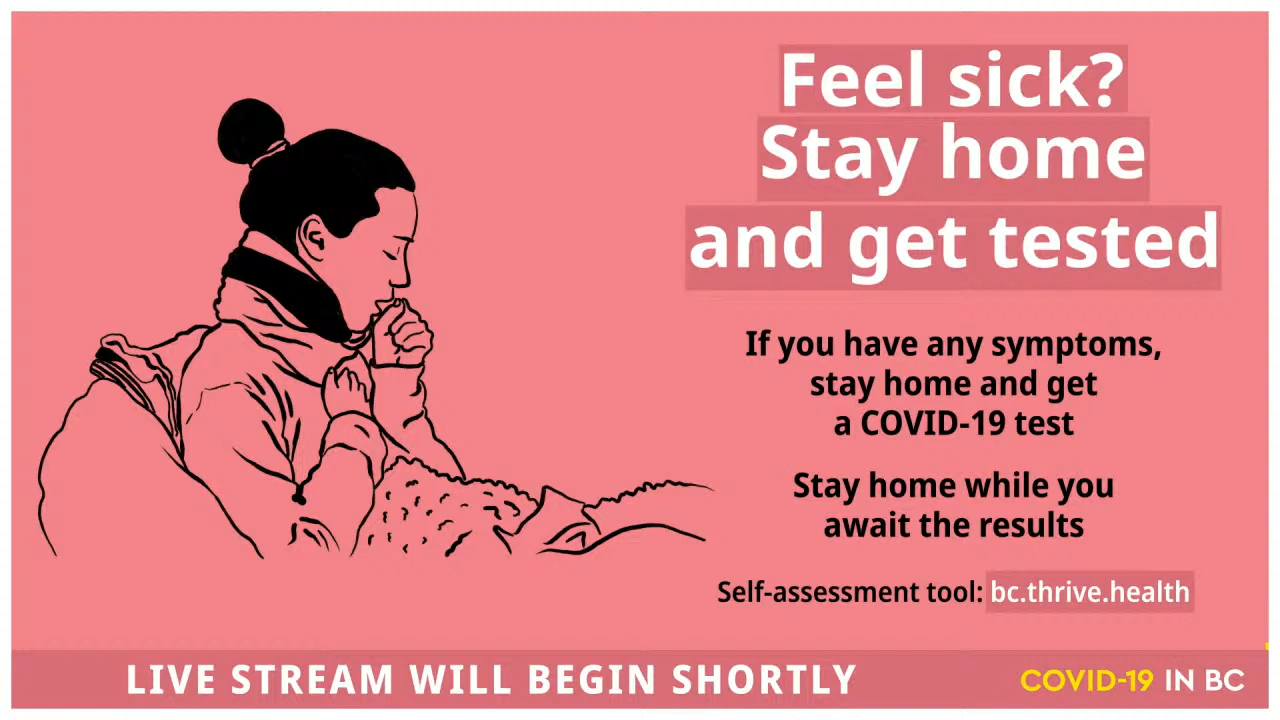 Feel sick?
Stay home
and get tested
If you have any symptoms,
stay home and get
a COVID-19 test
Stay home while you
await the results
Self-assessment tool: bc.thrive.health
LIVE STREAM WILL BEGIN SHORTLY
COVID-19 IN BC